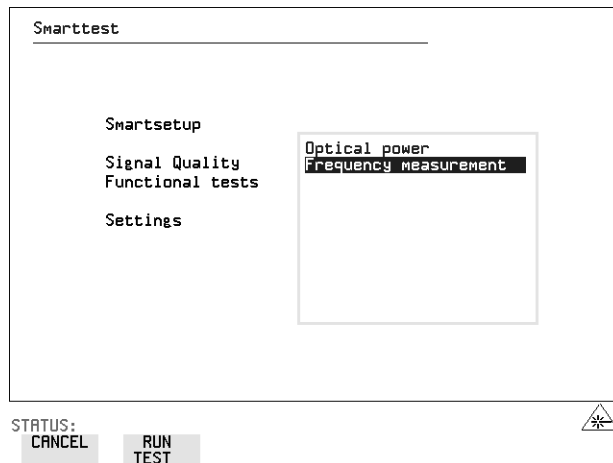 Smarttest
Smartsetup
Signal Quality
Functional tests
Settings
Optical power
Frequency measurement
STATUS:
CANCEL
RUN
TEST